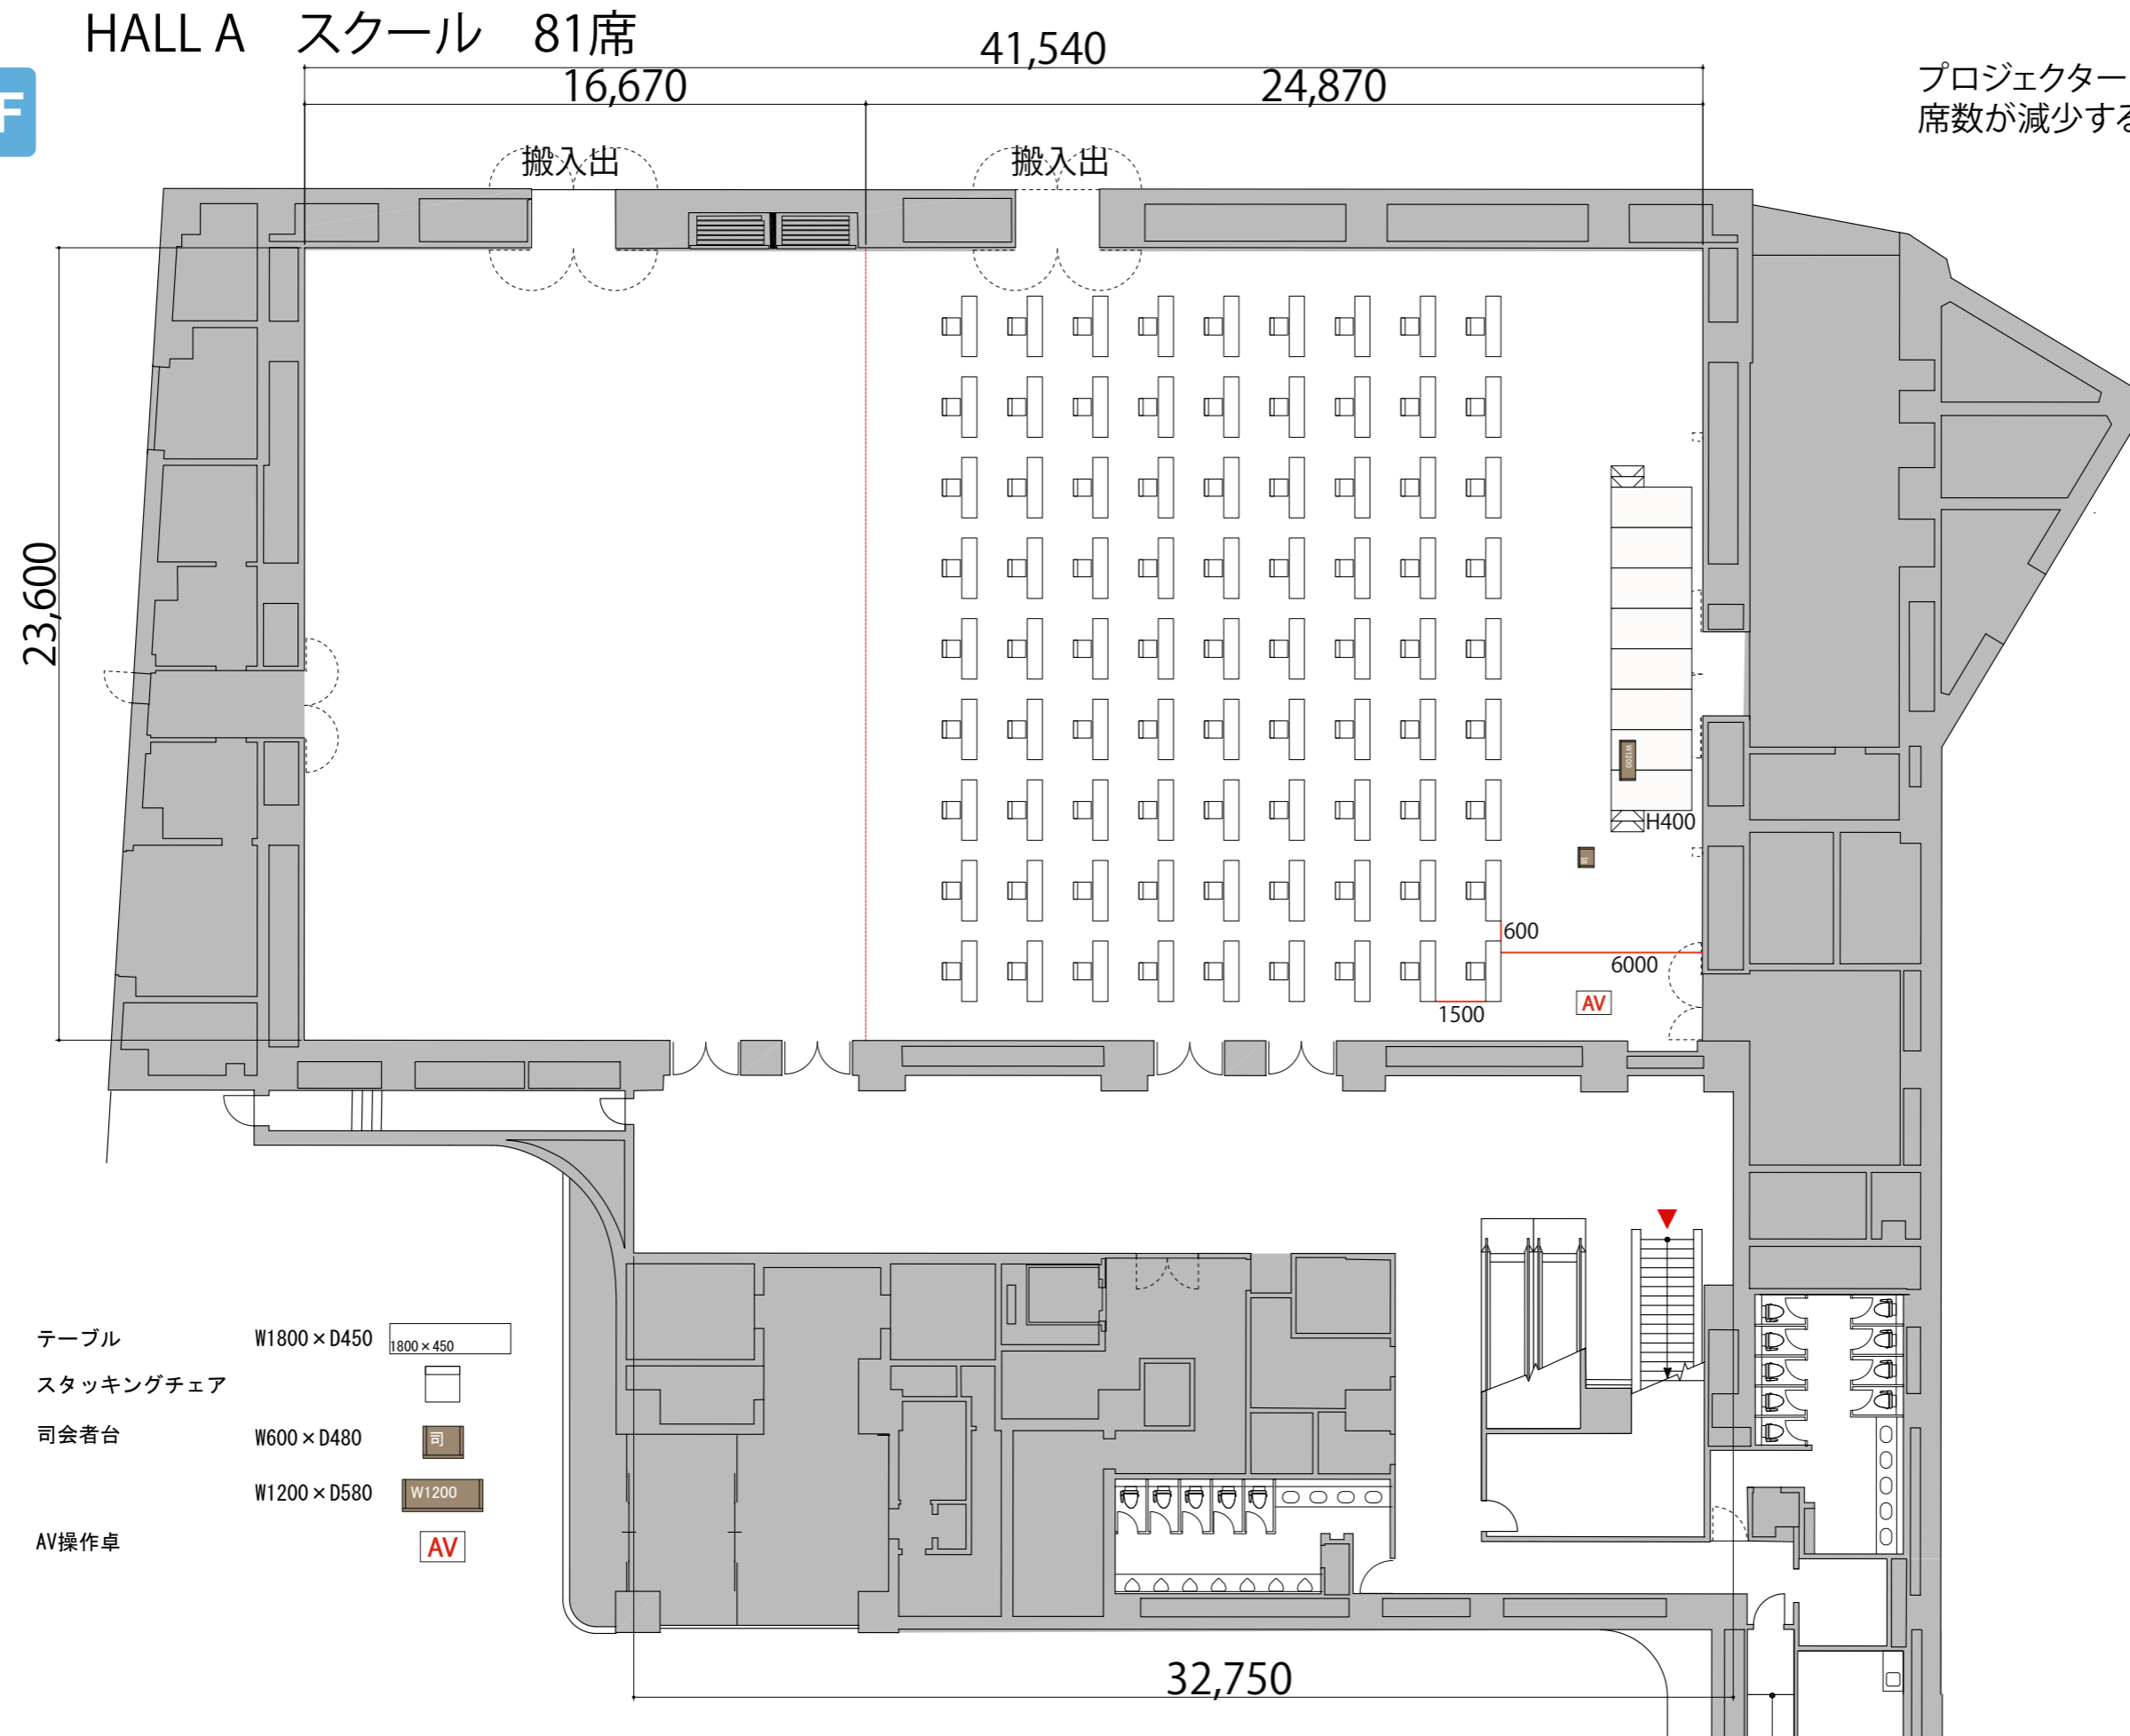 HALL A　スクール　81席
41,540
16,670
24,870
プロジェクター
席数が減少する
F
搬入出
搬入出
23,600
W1200
H400
司
600
6000
1500
AV
テーブル
W1800×D450
1800×450
スタッキングチェア
司会者台
W600×D480
司
W1200×D580
W1200
AV操作卓
AV
32,750